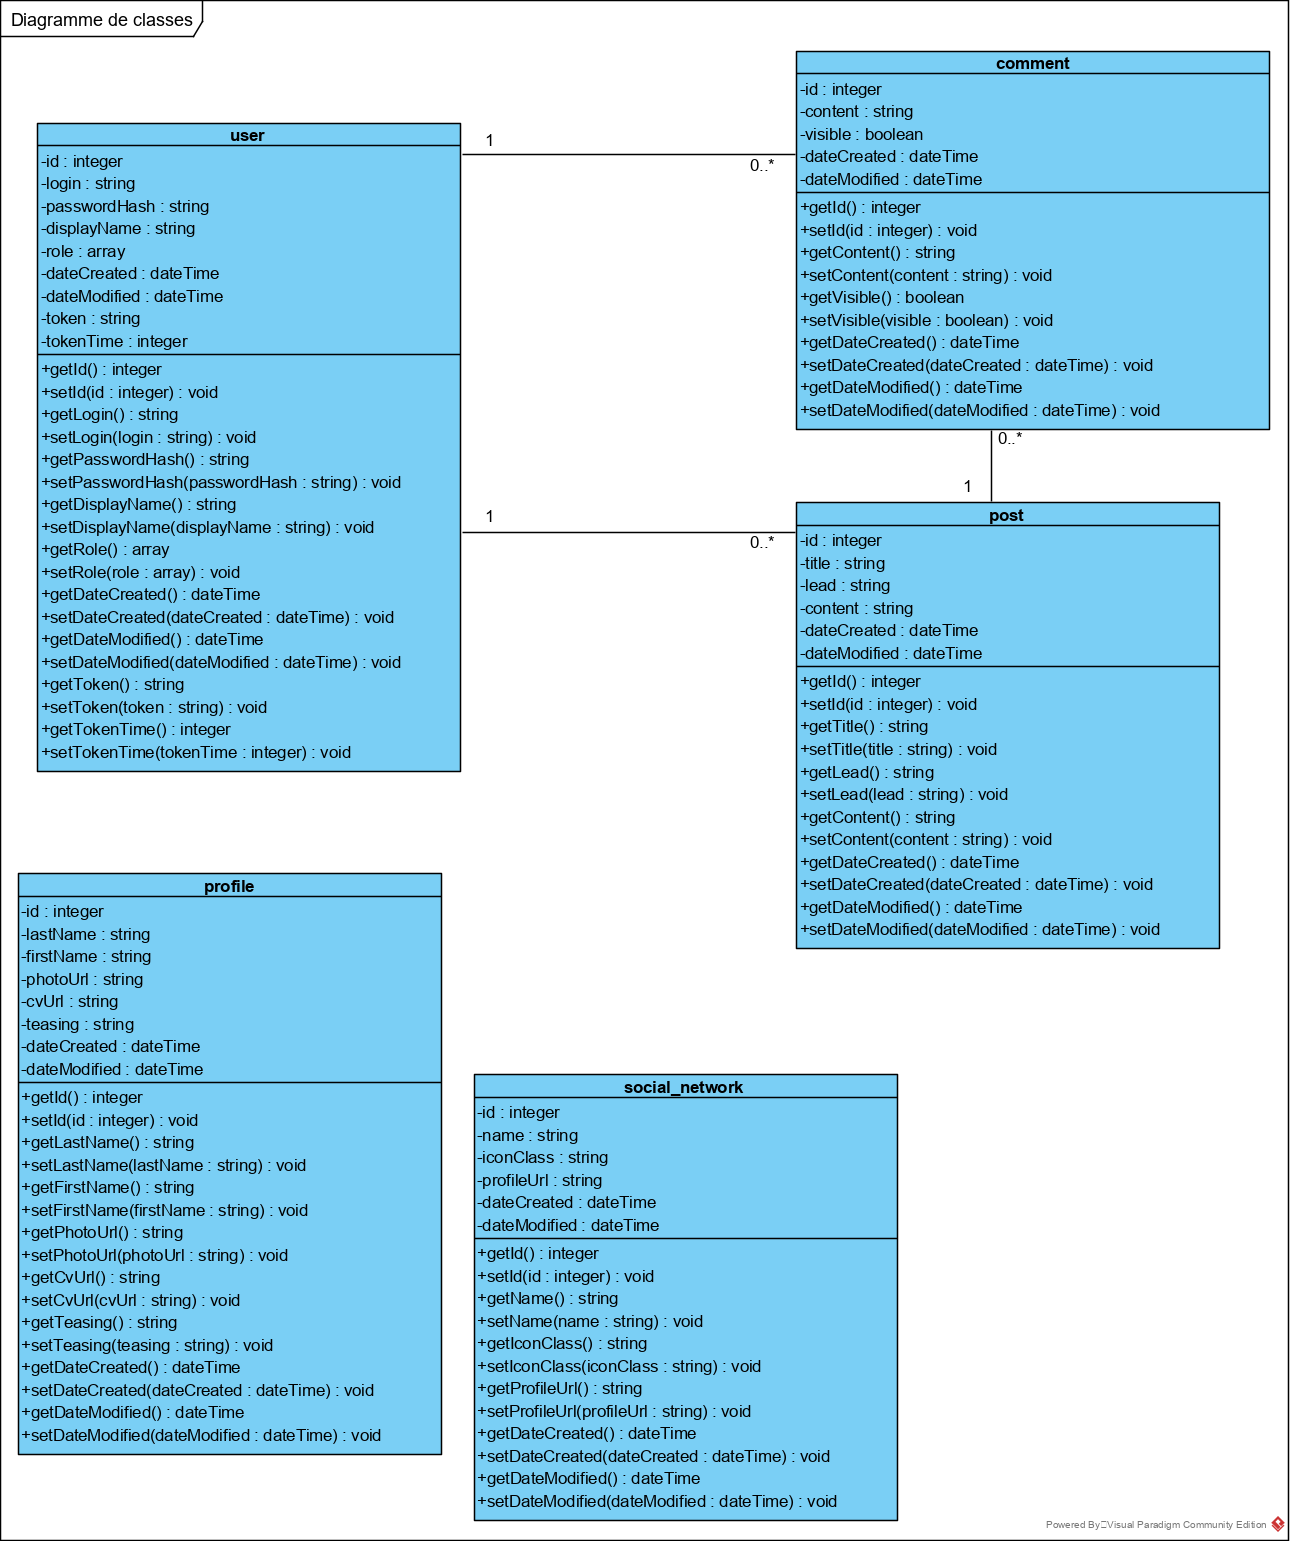 Diagramme de classes
user
-id : integer
-login : string
-passwordHash : string
-displayName : string
-role : array
-dateCreated : dateTime
-dateModified : dateTime
-token : string
-tokenTime : integer
+getId() : integer
+setId(id : integer) : void
+getLogin() : string
+setLogin(login : string) : void
+getPasswordHash() : string
+setPasswordHash(passwordHash : string) : void
+getDisplayName() : string
+setDisplayName(displayName : string) : void
+getRole() : array
+setRole(role : array) : void
+getDateCreated() : dateTime
+setDateCreated(dateCreated : dateTime) : void
+getDateModified() : dateTime
+setDateModified(dateModified : dateTime) : void
+getToken() : string
+setToken(token : string) : void
+getTokenTime() : integer
+setTokenTime(tokenTime : integer) : void
1
0..*
comment
-id : integer
-content : string
-visible : boolean
-dateCreated : dateTime
-dateModified : dateTime
+getId() : integer
+setId(id : integer) : void
+getContent() : string
+setContent(content : string) : void
+getVisible() : boolean
+setVisible(visible : boolean) : void
+getDateCreated() : dateTime
+setDateCreated(dateCreated : dateTime) : void
+getDateModified() : dateTime
+setDateModified(dateModified : dateTime) : void
0..*
1
1
0..*
post
-id : integer
-title : string
-lead : string
-content : string
-dateCreated : dateTime
-dateModified : dateTime
+getId() : integer
+setId(id : integer) : void
+getTitle() : string
+setTitle(title : string) : void
+getLead() : string
+setLead(lead : string) : void
+getContent() : string
+setContent(content : string) : void
+getDateCreated() : dateTime
+setDateCreated(dateCreated : dateTime) : void
+getDateModified() : dateTime
+setDateModified(dateModified : dateTime) : void
profile
-id : integer
-lastName : string
-firstName : string
-photoUrl : string
-cvUrl : string
-teasing : string
-dateCreated : dateTime
-dateModified : dateTime
+getId() : integer
+setId(id : integer) : void
+getLastName() : string
+setLastName(lastName : string) : void
+getFirstName() : string
+setFirstName(firstName : string) : void
+getPhotoUrl() : string
+setPhotoUrl(photoUrl : string) : void
+getCvUrl() : string
+setCvUrl(cvUrl : string) : void
+getTeasing() : string
+setTeasing(teasing : string) : void
+getDateCreated() : dateTime
+setDateCreated(dateCreated : dateTime) : void
+getDateModified() : dateTime
+setDateModified(dateModified : dateTime) : void
social_network
-id : integer
-name : string
-iconClass : string
-profileUrl : string
-dateCreated : dateTime
-dateModified : dateTime
+getId() : integer
+setId(id : integer) : void
+getName() : string
+setName(name : string) : void
+getIconClass() : string
+setIconClass(iconClass : string) : void
+getProfileUrl() : string
+setProfileUrl(profileUrl : string) : void
+getDateCreated() : dateTime
+setDateCreated(dateCreated : dateTime) : void
+getDateModified() : dateTime
+setDateModified(dateModified : dateTime) : void
Powered By□Visual Paradigm Community Edition